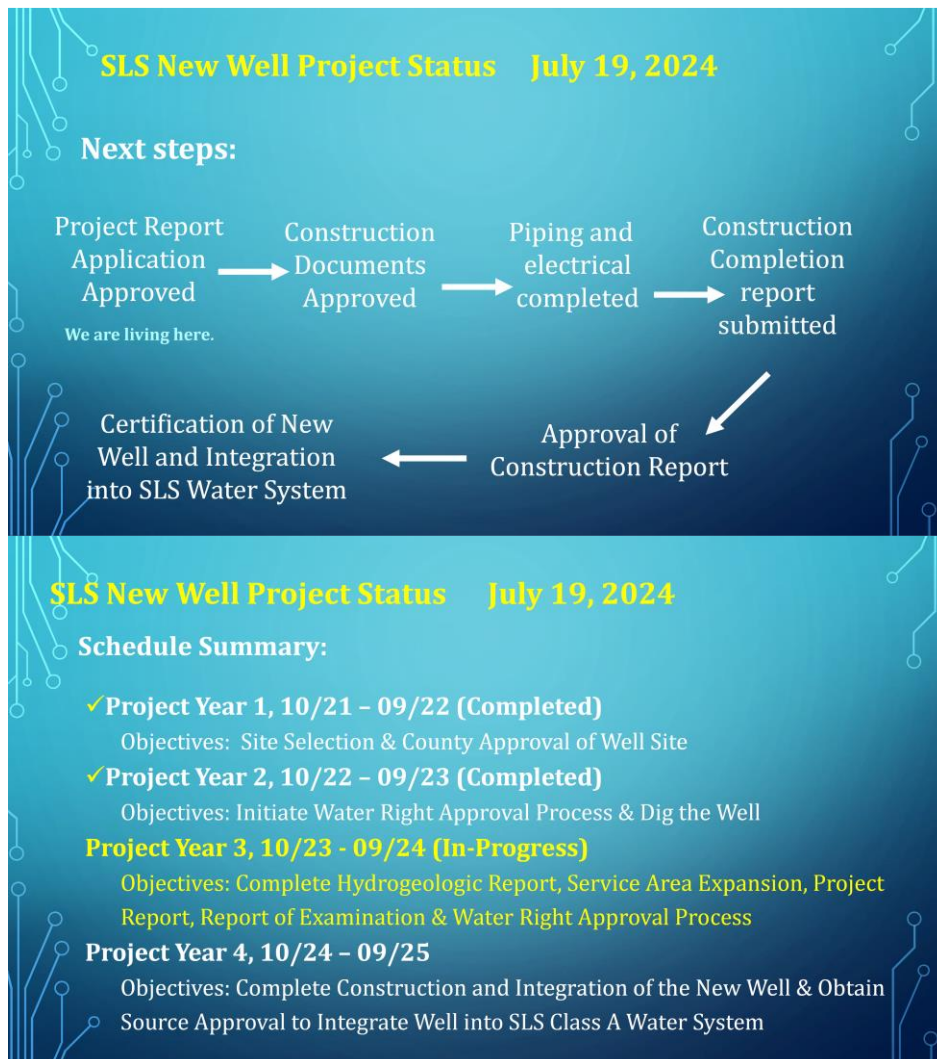 SLS New Well Project Status July 19, 2024
Next steps:
Project Report
Application
Approved
We are living here.
Construction
Documents
Approved
Piping and
electrical
completed
Construction
Completion
report
submitted
Approval of
Construction Report
Certification of New
Well and Integration
into SLS Water System
SLS New Well Project Status July 19, 2024
Schedule Summary:
✓Project Year 1, 10/21 – 09/22 (Completed)
Objectives: Site Selection & County Approval of Well Site
✓Project Year 2, 10/22 – 09/23 (Completed)
Objectives: Initiate Water Right Approval Process & Dig the Well
Project Year 3, 10/23 - 09/24 (In-Progress)
Objectives: Complete Hydrogeologic Report, Service Area Expansion, Project
Report, Report of Examination & Water Right Approval Process
Project Year 4, 10/24 – 09/25
Objectives: Complete Construction and Integration of the New Well & Obtain
Source Approval to Integrate Well into SLS Class A Water System